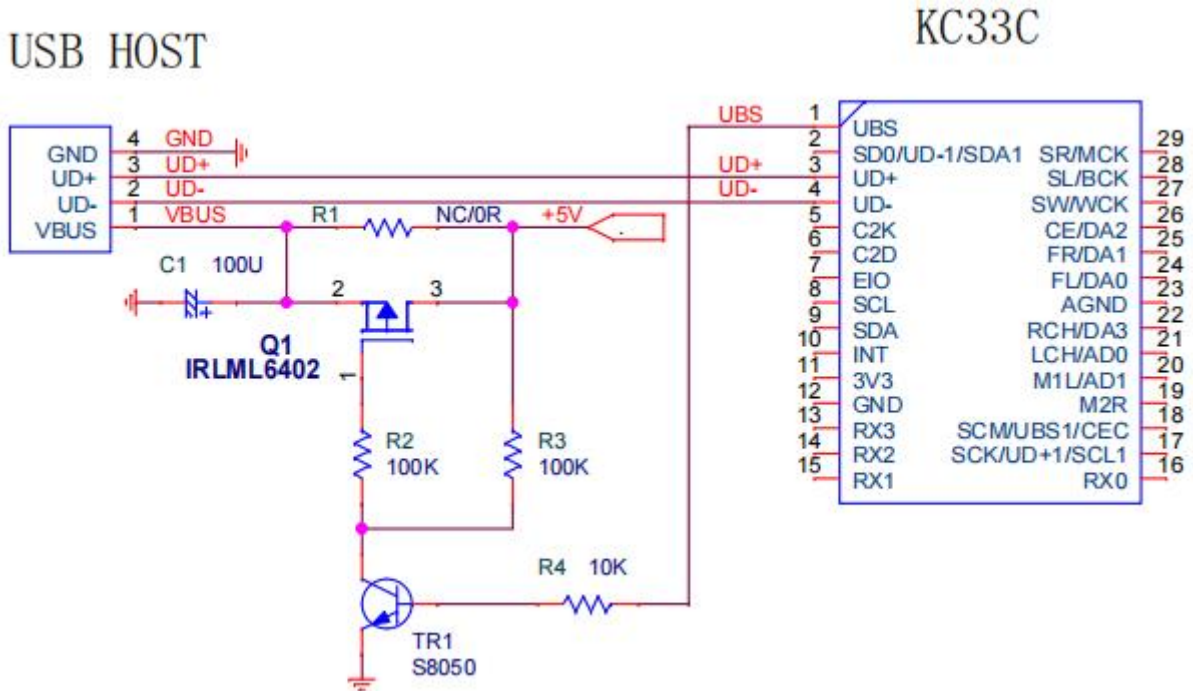 USB HOST
KC33C
GND
UD+
UD-
VBUS
4 GND
3 UD+
2 UD-
1 VBUS
R1 NC/0R +5V
C1 100U
2 3
Q1
IRLML6402
1
R2
100K
R3
100K
R4 10K
TR1
S8050
UBS
UD+
UD-
1 UBS
2 SD0/UD-1/SDA1
3 UD+
4 UD-
5 C2K
6 C2D
7 EIO
8 SCL
9 SDA
10 INT
11 3V3
12 GND
13 RX3
14 RX2
15 RX1
SR/MCK 29
SL/BCK 28
SW/WCK 27
CE/DA2 26
FR/DA1 25
FL/DA0 24
AGND 23
RCH/DA3 22
LCH/AD0 21
M1L/AD1 20
M2R 19
SCM/UBS1/CEC 18
SCK/UD+1/SCL1 17
RX0 16